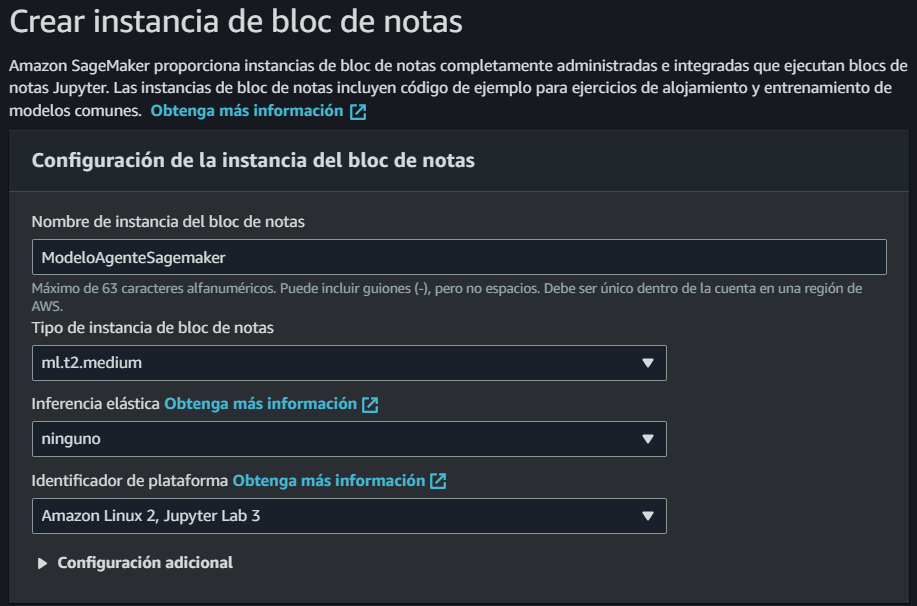 Crear instancia de bloc de notas
Amazon SageMaker proporciona instancias de bloc de notas completamente administradas e integradas que ejecutan blocs de
notas Jupyter. Las instancias de bloc de notas incluyen código de ejemplo para ejercicios de alojamiento y entrenamiento de
modelos comunes. Obtenga más información
Configuración de la instancia del bloc de notas
Nombre de instancia del bloc de notas
ModeloAgenteSagemaker
Máximo de 63 caracteres alfanuméricos. Puede incluir guiones (-), pero no espacios. Debe ser único dentro de la cuenta en una región de
AWS.
Tipo de instancia de bloc de notas
ml.t2.medium
Inferencia elástica Obtenga más información
ninguno
Identificador de plataforma Obtenga más información
Amazon Linux 2, Jupyter Lab 3
Configuración adicional